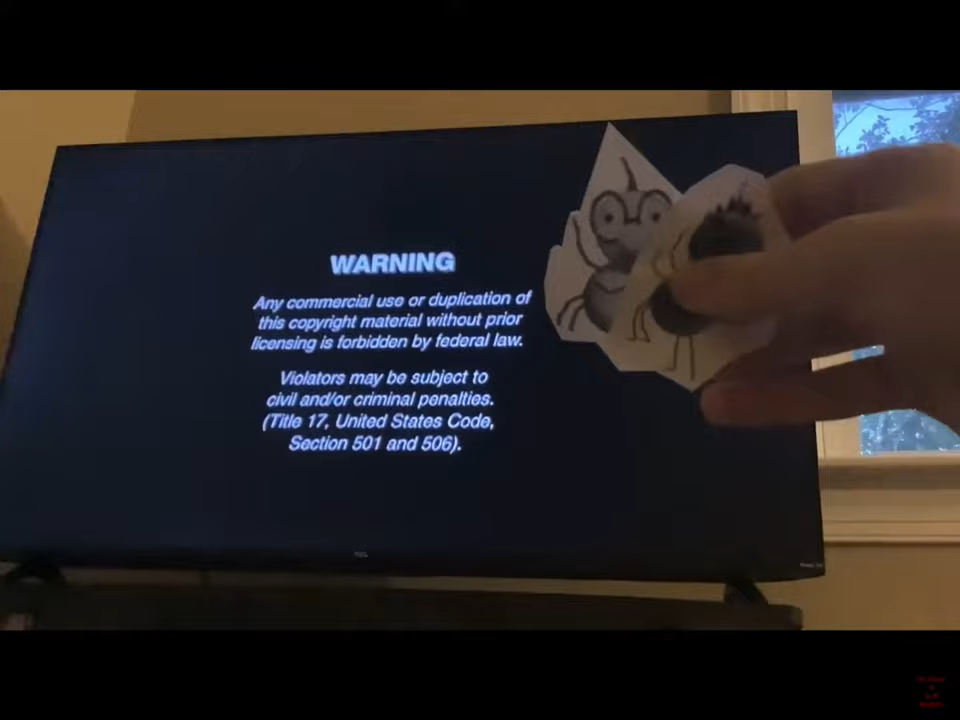 WARNING
Any commercial use or duplication of
this copyright material without prior
licensing is forbidden by federal law.
Violators may be subject to
civil and/or criminal penalties.
(Title 17, United States Code,
Section 501 and 506).
TCL